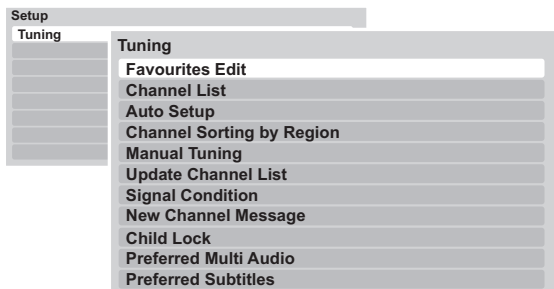 Setup
Tuning
Tuning
Favourites Edit
Channel List
Auto Setup
Channel Sorting by Region
Manual Tuning
Update Channel List
Signal Condition
New Channel Message
Child Lock
Preferred Multi Audio
Preferred Subtitles